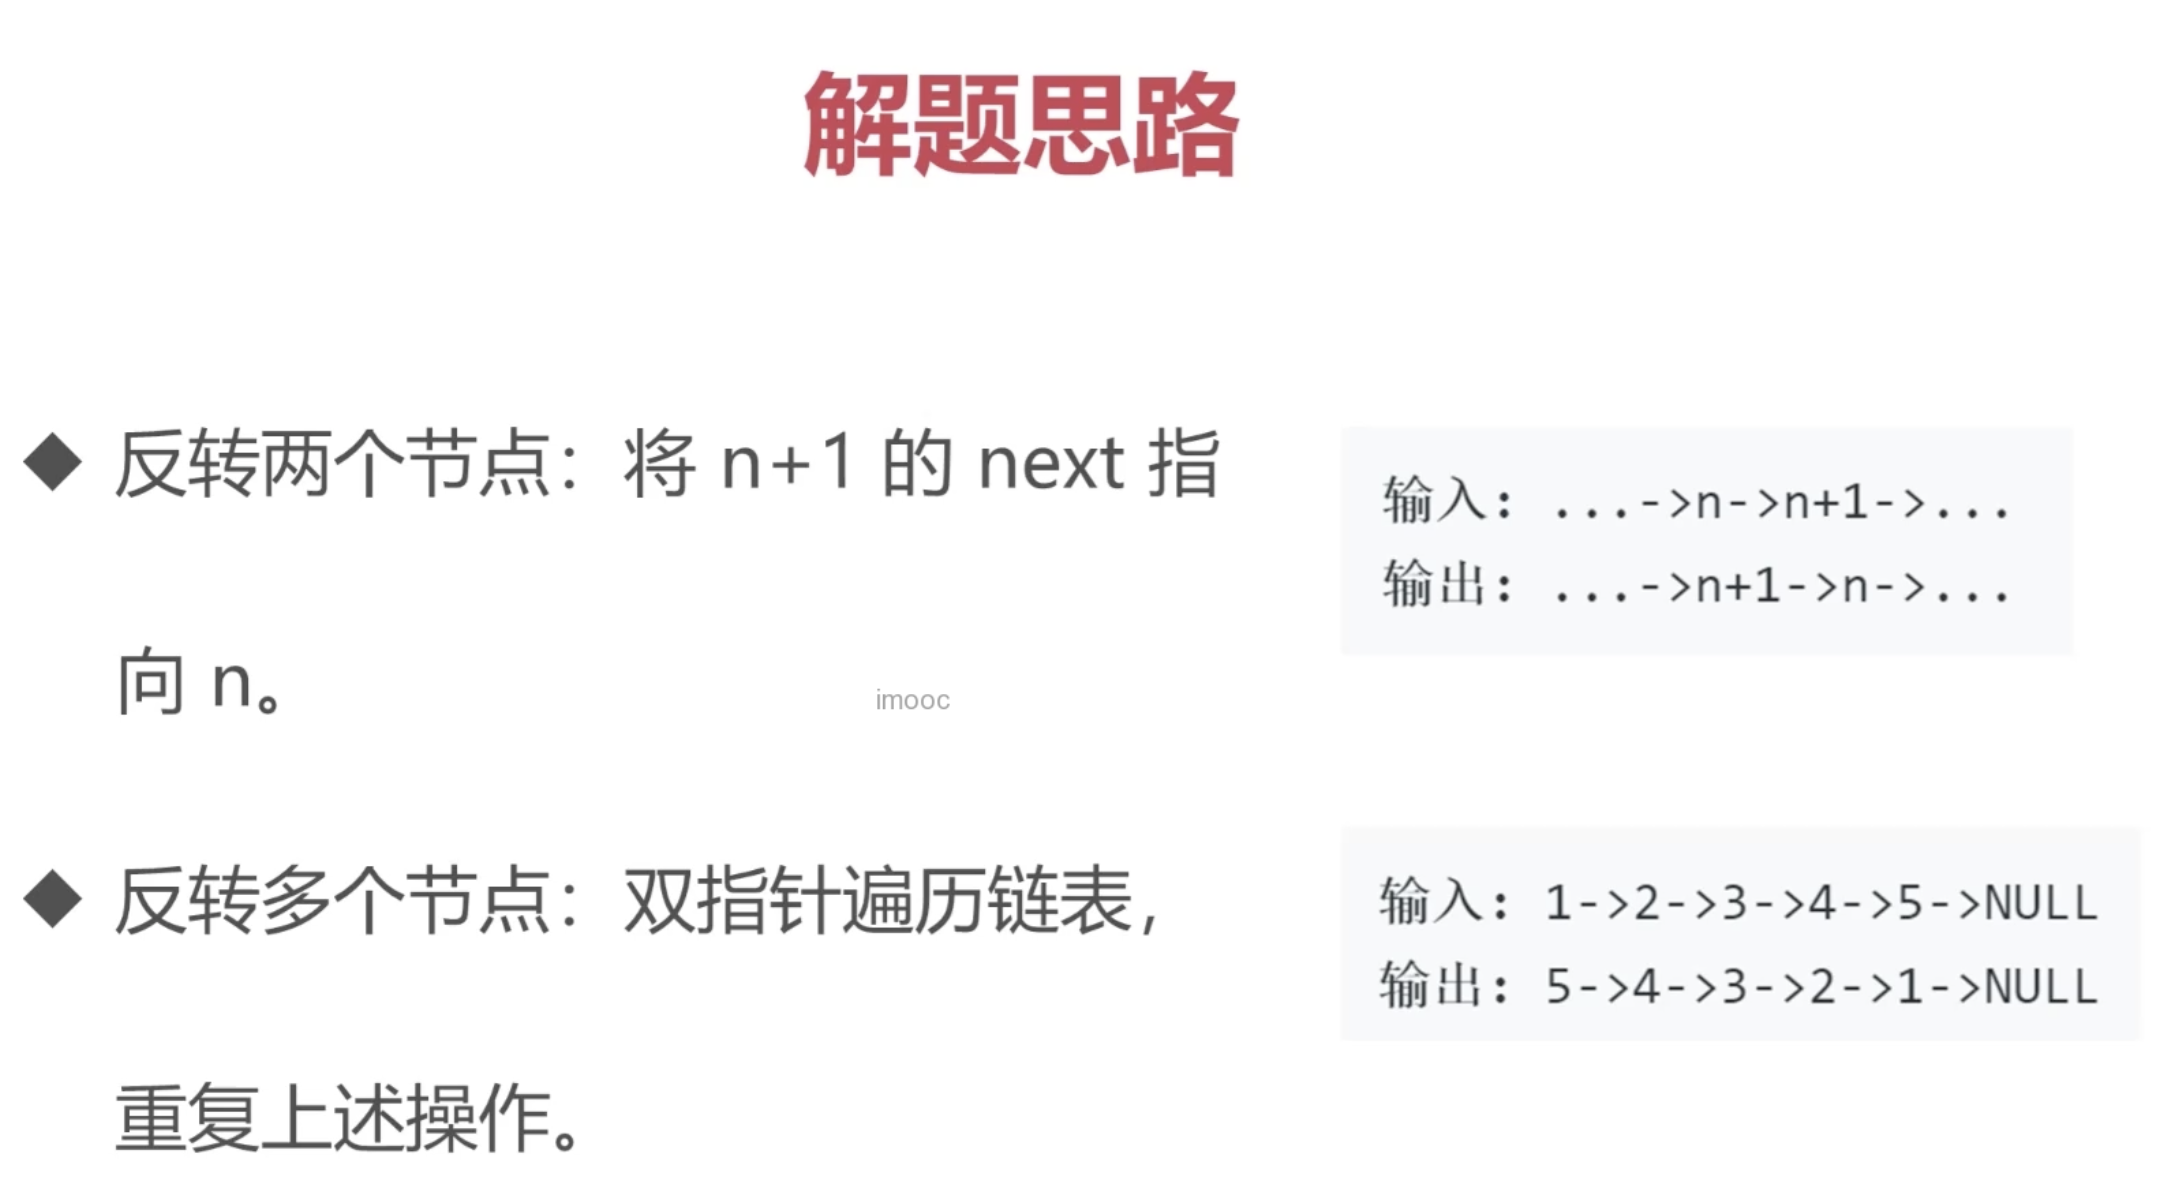 解题思路
◆ 反转两个节点：将 n+1 的 next 指
向 n。
输入: ...->n->n+1->...
输出: ...->n+1->n->...
imooc
◆ 反转多个节点：双指针遍历链表，
重复上述操作。
输入: 1->2->3->4->5->NULL
输出: 5->4->3->2->1->NULL